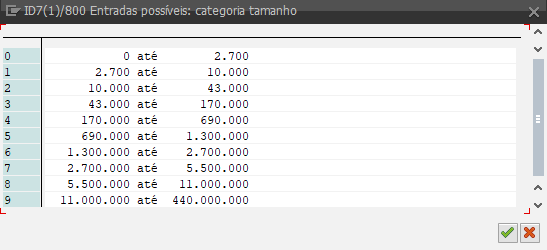 ID7(1)/800 Entradas possíveis: categoria tamanho
0 0 até 2.700
1 2.700 até 10.000
2 10.000 até 43.000
3 43.000 até 170.000
4 170.000 até 690.000
5 690.000 até 1.300.000
6 1.300.000 até 2.700.000
7 2.700.000 até 5.500.000
8 5.500.000 até 11.000.000
9 11.000.000 até 440.000.000